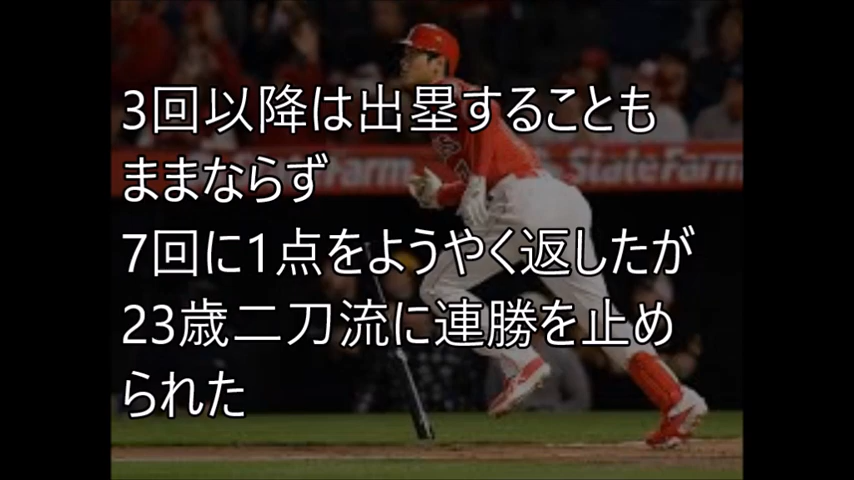 3回以降は出塁することも
ままならず
7回に1点をようやく返したが
23歳二刀流に連勝を止め
られた
Farm
StateFarm